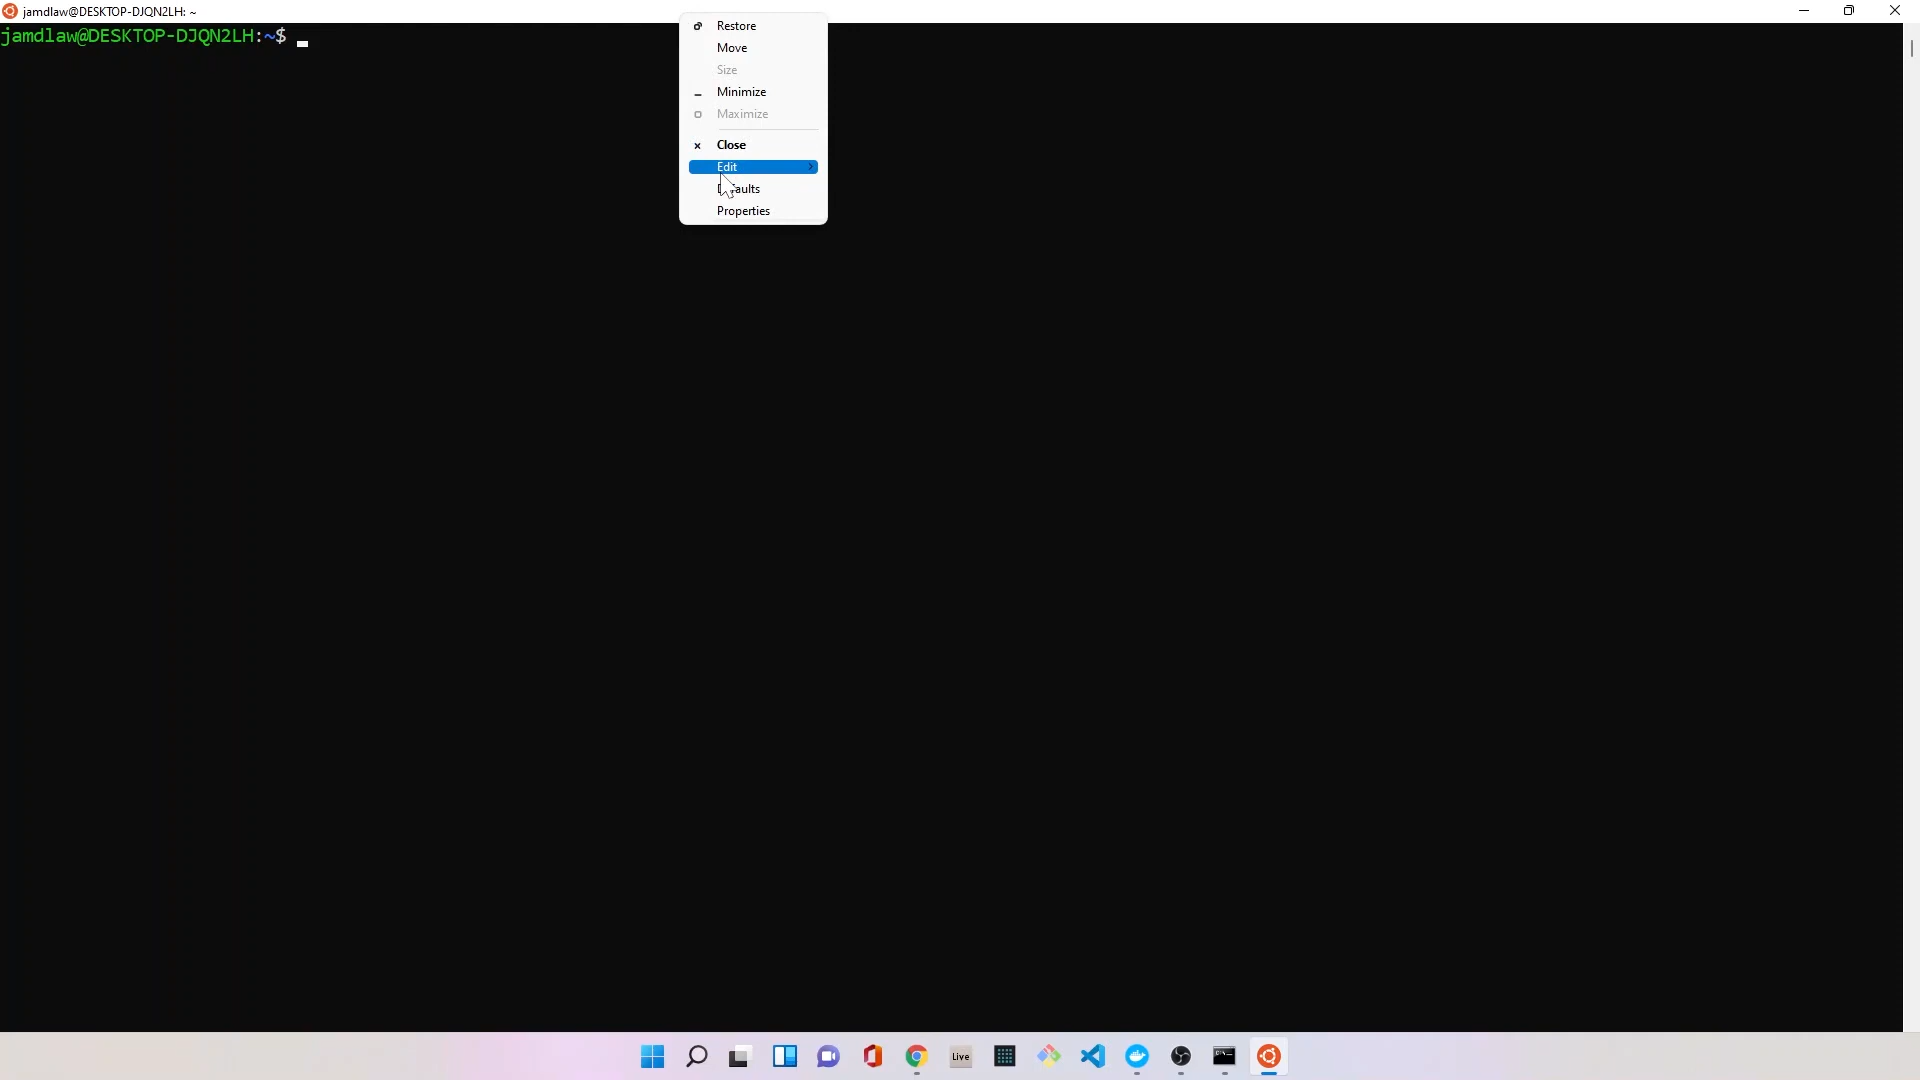 jamdlaw@DESKTOP-DJQN2LH: ~
jamdlaw@DESKTOP-DJQN2LH:~$
Restore
Move
Size
Minimize
Maximize
Close
Edit
Properties
Live